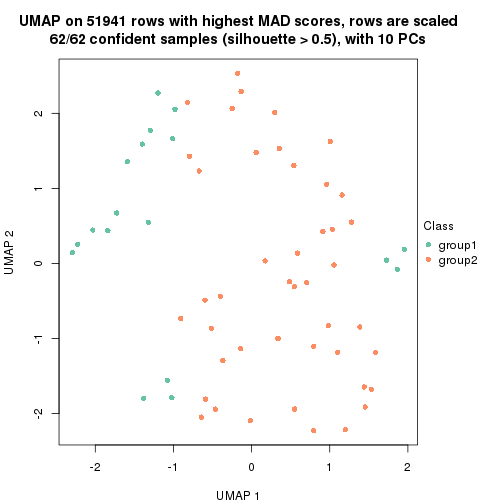 UMAP on 51941 rows with highest MAD scores, rows are scaled
62/62 confident samples (silhouette > 0.5), with 10 PCs
2
1
0
-1
-2
UMAP 2
-2
-1
0
1
2
UMAP 1
Class
group1
group2